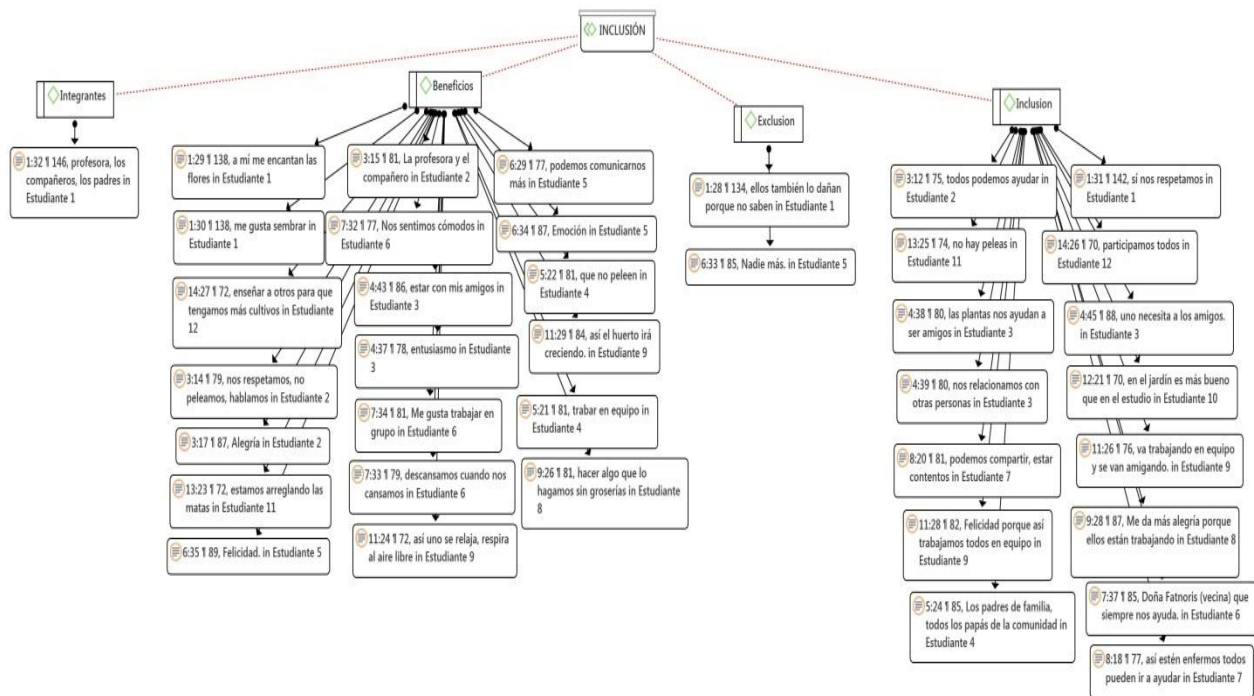 INCLUSIÓN
Integrantes
1:32 ¶ 146, profesora, los
compañeros, los padres in
Estudiante 1
Beneficios
1:29 ¶ 138, a mí me encantan las
flores in Estudiante 1
1:30 ¶ 138, me gusta sembrar in
Estudiante 1
14:27 ¶ 72, enseñar a otros para que
tengamos más cultivos in Estudiante
12
3:14 ¶ 79, nos respetamos, no
peleamos, hablamos in Estudiante 2
3:17 ¶ 87, Alegría in Estudiante 2
13:23 ¶ 72, estamos arreglando las
matas in Estudiante 11
6:35 ¶ 89, Felicidad. in Estudiante 5
3:15 ¶ 81, La profesora y el
compañero in Estudiante 2
7:32 ¶ 77, Nos sentimos cómodos in
Estudiante 6
4:43 ¶ 86, estar con mis amigos in
Estudiante 3
4:37 ¶ 78, entusiasmo in Estudiante
3
7:34 ¶ 81, Me gusta trabajar en
grupo in Estudiante 6
7:33 ¶ 79, descansamos cuando nos
cansamos in Estudiante 6
11:24 ¶ 72, así uno se relaja, respira
al aire libre in Estudiante 9
6:29 ¶ 77, podemos comunicarnos
más in Estudiante 5
6:34 ¶ 87, Emoción in Estudiante 5
5:22 ¶ 81, que no peleen in
Estudiante 4
11:29 ¶ 84, así el huerto irá
creciendo. in Estudiante 9
5:21 ¶ 81, trabar en equipo in
Estudiante 4
9:26 ¶ 81, hacer algo que lo
hagamos sin groserías in Estudiante
8
Exclusion
1:28 ¶ 134, ellos también lo dañan
porque no saben in Estudiante 1
6:33 ¶ 85, Nadie más. in Estudiante 5
Inclusion
3:12 ¶ 75, todos podemos ayudar in
Estudiante 2
13:25 ¶ 74, no hay peleas in
Estudiante 11
4:38 ¶ 80, las plantas nos ayudan a
ser amigos in Estudiante 3
4:39 ¶ 80, nos relacionamos con
otras personas in Estudiante 3
8:20 ¶ 81, podemos compartir, estar
contentos in Estudiante 7
11:28 ¶ 82, Felicidad porque así
trabajamos todos en equipo in
Estudiante 9
5:24 ¶ 85, Los padres de familia,
todos los papás de la comunidad in
Estudiante 4
1:31 ¶ 142, sí nos respetamos in
Estudiante 1
14:26 ¶ 70, participamos todos in
Estudiante 12
4:45 ¶ 88, uno necesita a los amigos.
in Estudiante 3
12:21 ¶ 70, en el jardín es más bueno
que en el estudio in Estudiante 10
11:26 ¶ 76, va trabajando en equipo
y se van amigando. in Estudiante 9
9:28 ¶ 87, Me da más alegría porque
ellos están trabajando in Estudiante 8
7:37 ¶ 85, Doña Fatnoris (vecina) que
siempre nos ayuda. in Estudiante 6
8:18 ¶ 77, así estén enfermos todos
pueden ir a ayudar in Estudiante 7